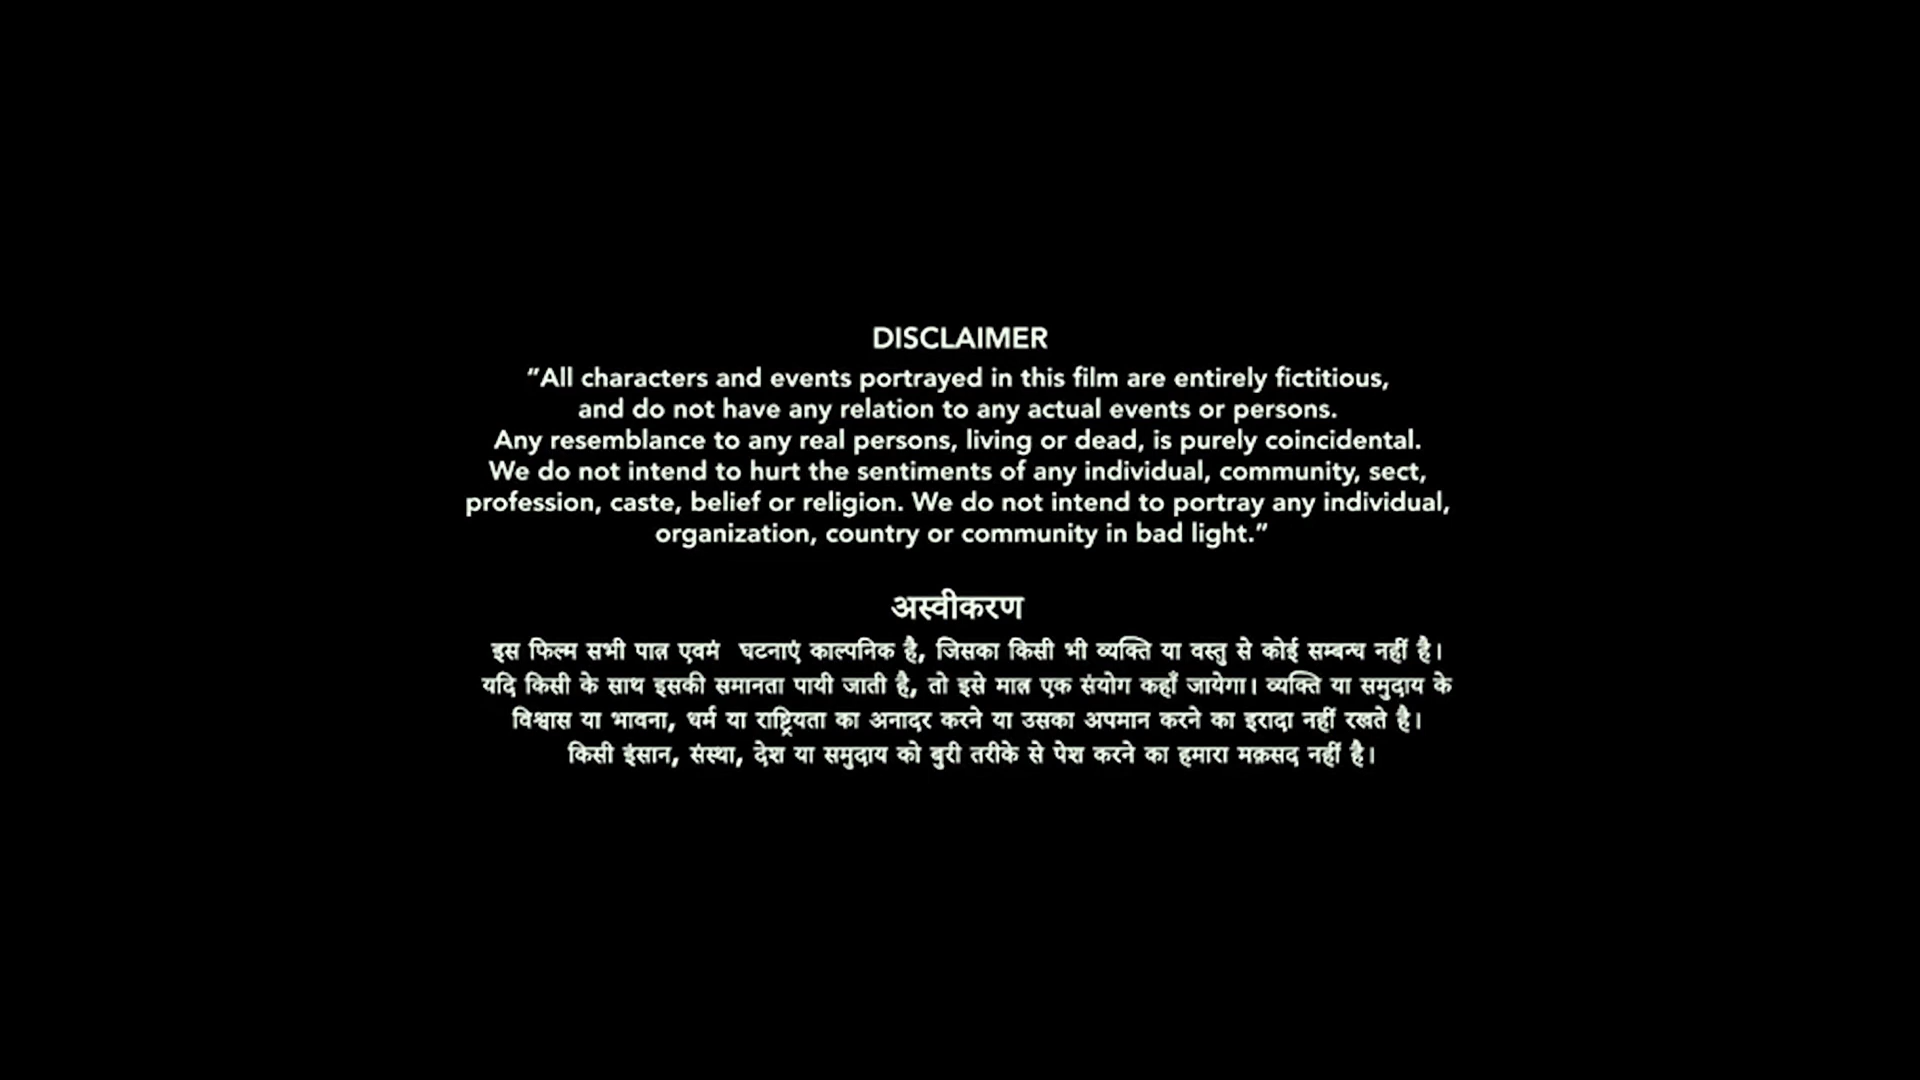 DISCLAIMER
”All characters and events portrayed in this film are entirely fictitious,
and do not have any relation to any actual events or persons.
Any resemblance to any real persons, living or dead, is purely coincidental.
We do not intend to hurt the sentiments of any individual, community, sect,
profession, caste, belief or religion. We do not intend to portray any individual,
organization, country or community in bad light.”
अस्वीकरण
इस फिल्म सभी पात्र एवमं घटनाएं काल्पनिक है, जिसका किसी भी व्यक्ति या वस्तु से कोई सम्बन्ध नहीं है।
यदि किसी के साथ इसकी समानता पायी जाती है, तो इसे मात्र एक संयोग कहाँ जायेगा। व्यक्ति या समुदाय के
विश्वास या भावना, धर्म या राष्ट्रियता का अनादर करने या उसका अपमान करने का इरादा नहीं रखते है।
किसी इंसान, संस्था, देश या समुदाय को बुरी तरीके से पेश करने का हमारा मक़सद नहीं है।